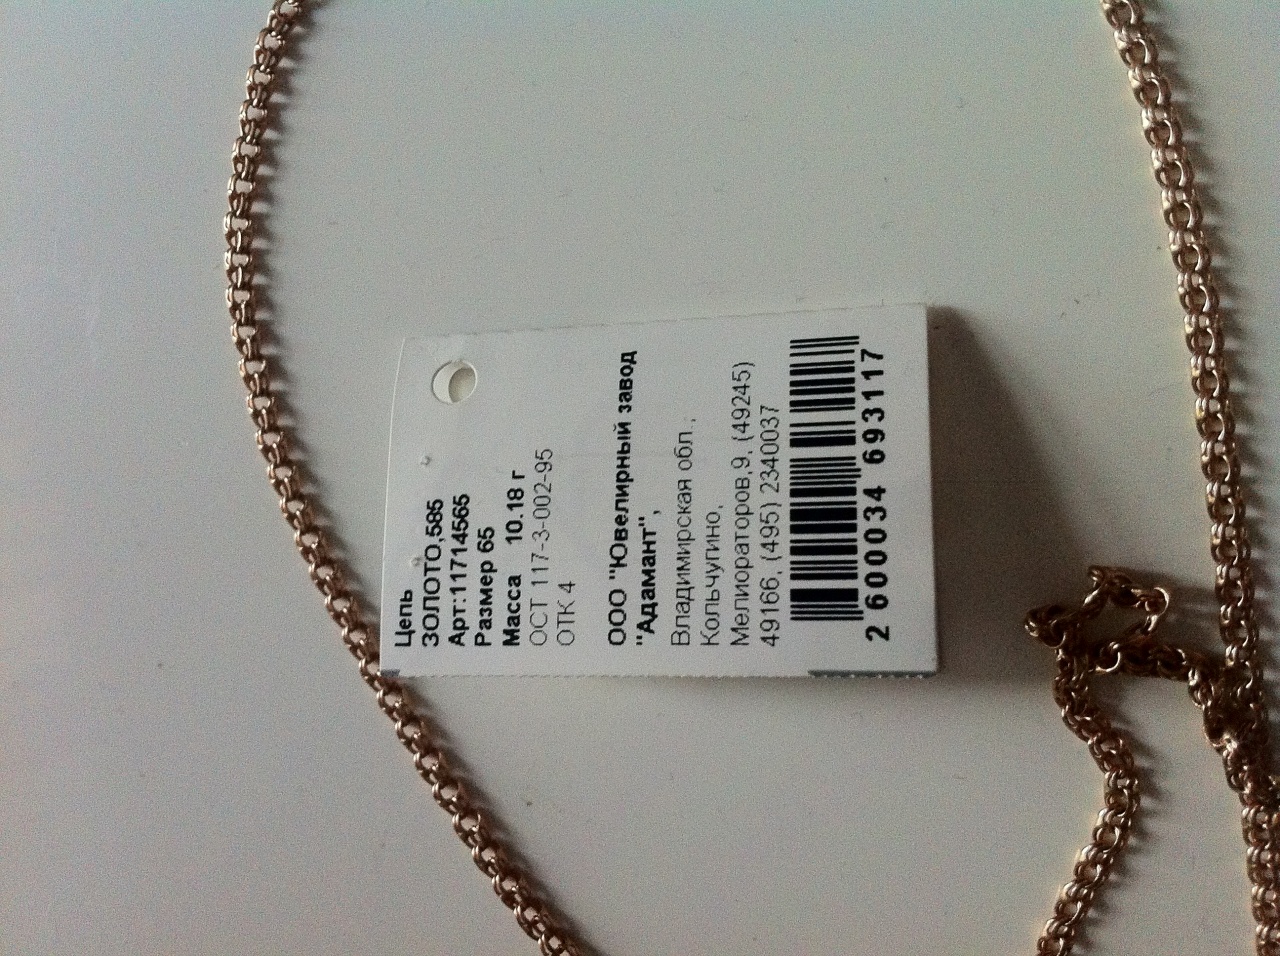 Цепь
ЗОЛОТО,585
Арт:11714565
Размер 65
Масса 10.18 г
ОСТ 117-3-002-95
ОТК 4
ООО "Ювелирный завод
"Адамант",
Владимирская обл.,
Кольчугино,
Мелиораторов,9, (49245)
49166, (495) 2340037
2 600034 693117